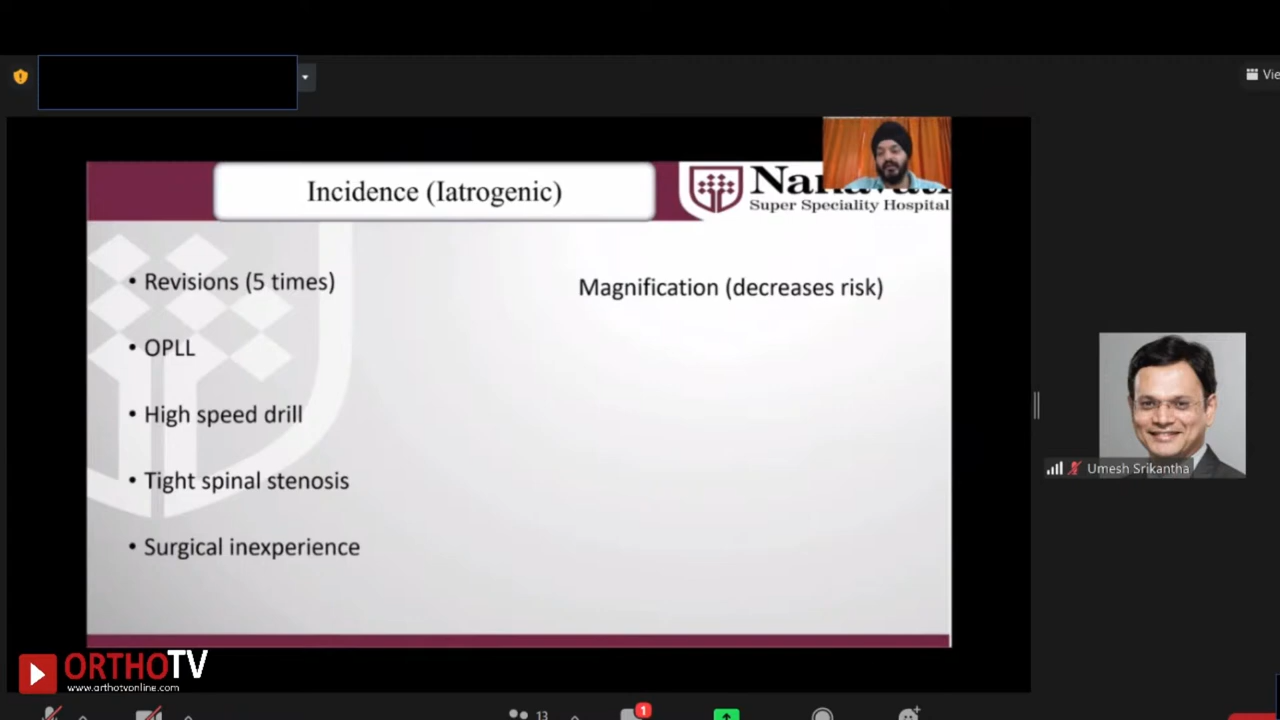 Vie
Incidence (Iatrogenic)
Super Speciality Hospital
• Revisions (5 times)
Magnification (decreases risk)
• OPLL
• High speed drill
• Tight spinal stenosis
• Surgical inexperience
Umesh Srikantha
ORTHOTV
www.orthotvonline.com
13
1